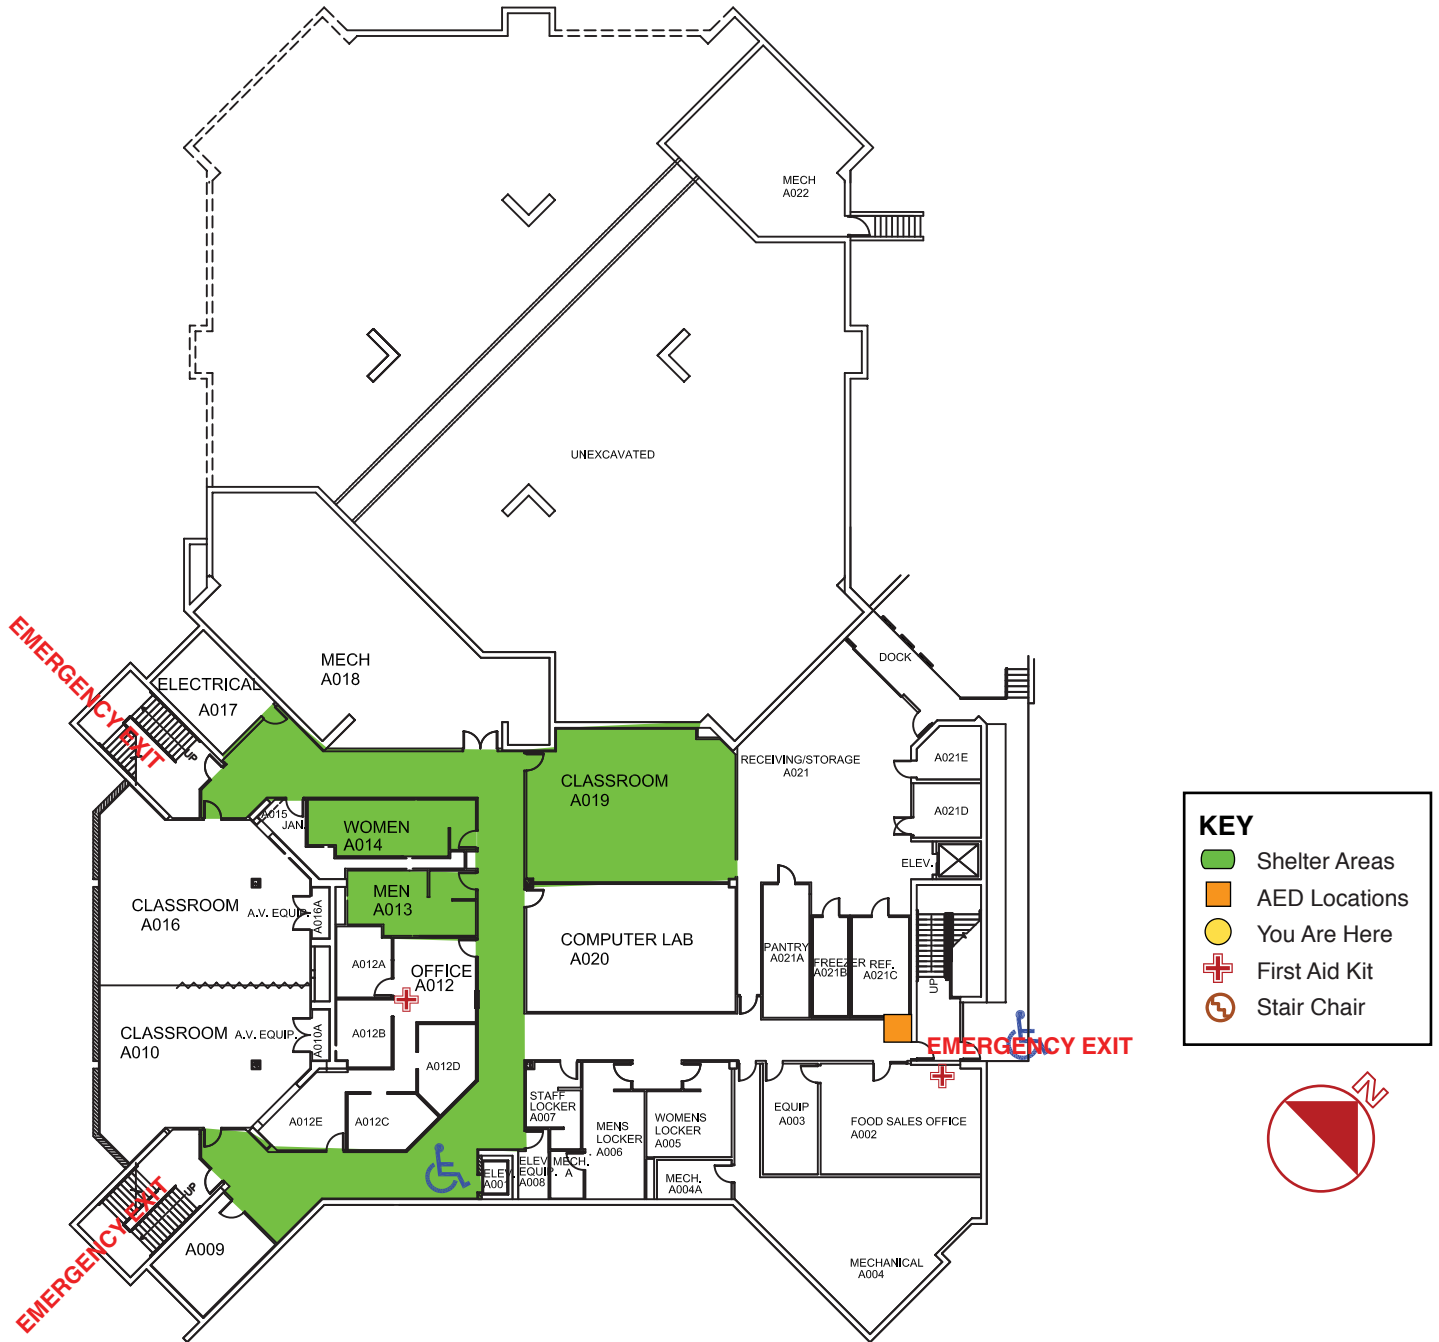 MECH
A022
UNEXCAVATED
DOCK
EMERGENCY EXIT
ELECTRICAL
A017
UP
MECH
A018
RECEIVING/STORAGE
A021
A021E
A021D
ELEV.
CLASSROOM
A019
A015
JAN.
WOMEN
A014
MEN
A013
CLASSROOM
A016
A.V. EQUIP.
A016A
A012A
OFFICE
A012
COMPUTER LAB
A020
PANTRY
A021A
FREEZER
A021B
REF.
A021C
UP
CLASSROOM
A010
A.V. EQUIP.
A010A
A012B
A012D
A012E
A012C
EMERGENCY EXIT
STAFF
LOCKER
A007
MENS
LOCKER
A006
WOMENS
LOCKER
A005
EQUIP
A003
FOOD SALES OFFICE
A002
ELEV.
A001
ELEV.
EQUIP.
A008
MECH.
A
MECH.
A004A
UP
EMERGENCY EXIT
A009
MECHANICAL
A004
KEY
Shelter Areas
AED Locations
You Are Here
First Aid Kit
Stair Chair
N